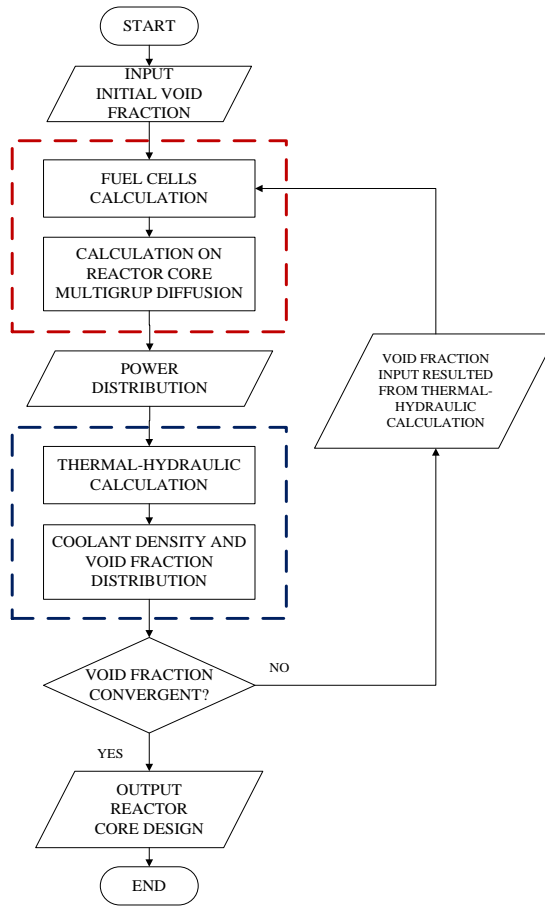 START
INPUT
INITIAL VOID
FRACTION
FUEL CELLS
CALCULATION
CALCULATION ON
REACTOR CORE
MULTIGRUP DIFFUSION
POWER
DISTRIBUTION
VOID FRACTION
INPUT RESULTED
FROM THERMAL-
HYDRAULIC
CALCULATION
THERMAL-HYDRAULIC
CALCULATION
COOLANT DENSITY AND
VOID FRACTION
DISTRIBUTION
VOID FRACTION
CONVERGENT?
NO
YES
OUTPUT
REACTOR
CORE DESIGN
END